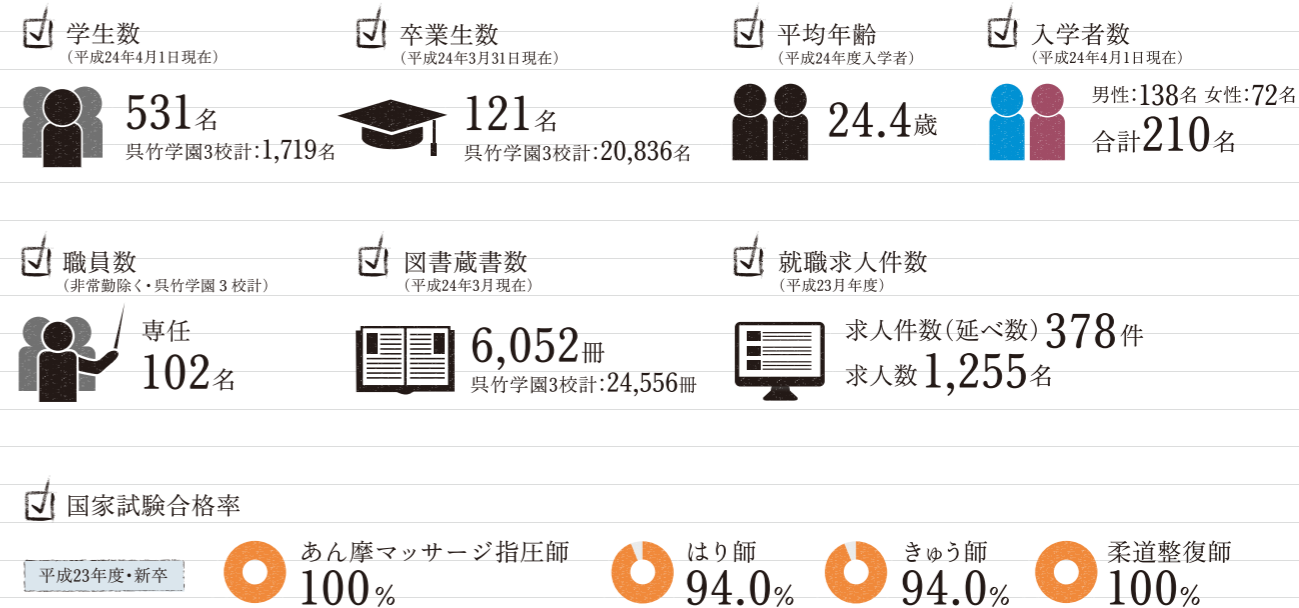 学生数
(平成24年4月1日現在)
531名
呉竹学園3校計:1,719名
卒業生数
(平成24年3月31日現在)
121名
呉竹学園3校計:20,836名
平均年齢
(平成24年度入学者)
24.4歳
入学者数
(平成24年4月1日現在)
男性:138名 女性:72名
合計210名
職員数
(非常勤除く・呉竹学園3校計)
専任
102名
図書蔵書数
(平成24年3月現在)
6,052冊
呉竹学園3校計:24,556冊
就職求人件数
(平成23月年度)
求人件数(延べ数)378件
求人数1,255名
国家試験合格率
平成23年度・新卒
あん摩マッサージ指圧師
100%
はり師
94.0%
きゅう師
94.0%
柔道整復師
100%